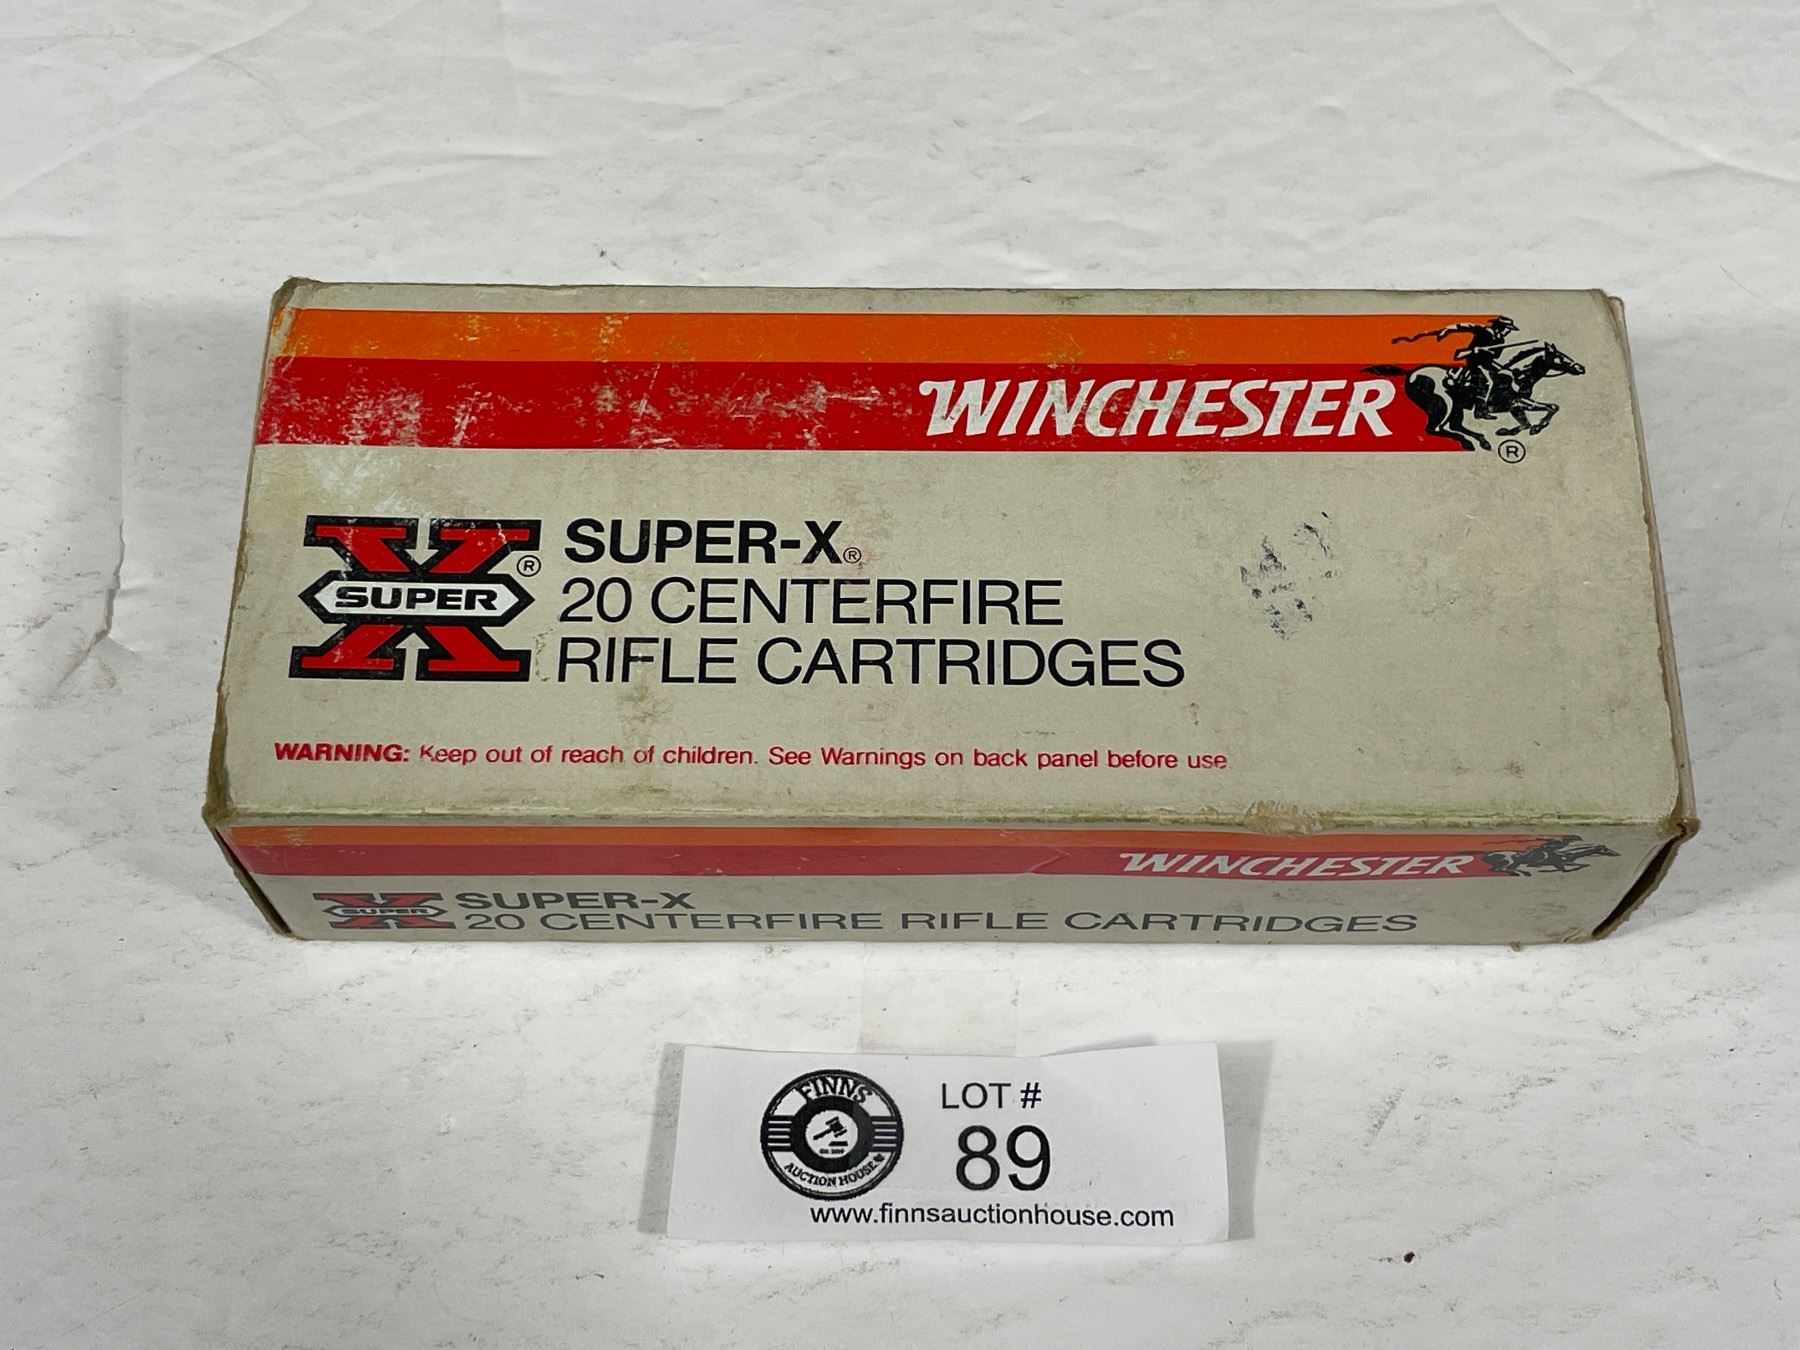 WINCHESTER®
SUPER®
SUPER-X®
20 CENTERFIRE
RIFLE CARTRIDGES
WARNING: Keep out of reach of children. See Warnings on back panel before use
WINCHESTER
SUPER
SUPER-X
20 CENTERFIRE RIFLE CARTRIDGES
FINNS
AUCTION HOUSE
LOT #
89
www.finnsauctionhouse.com